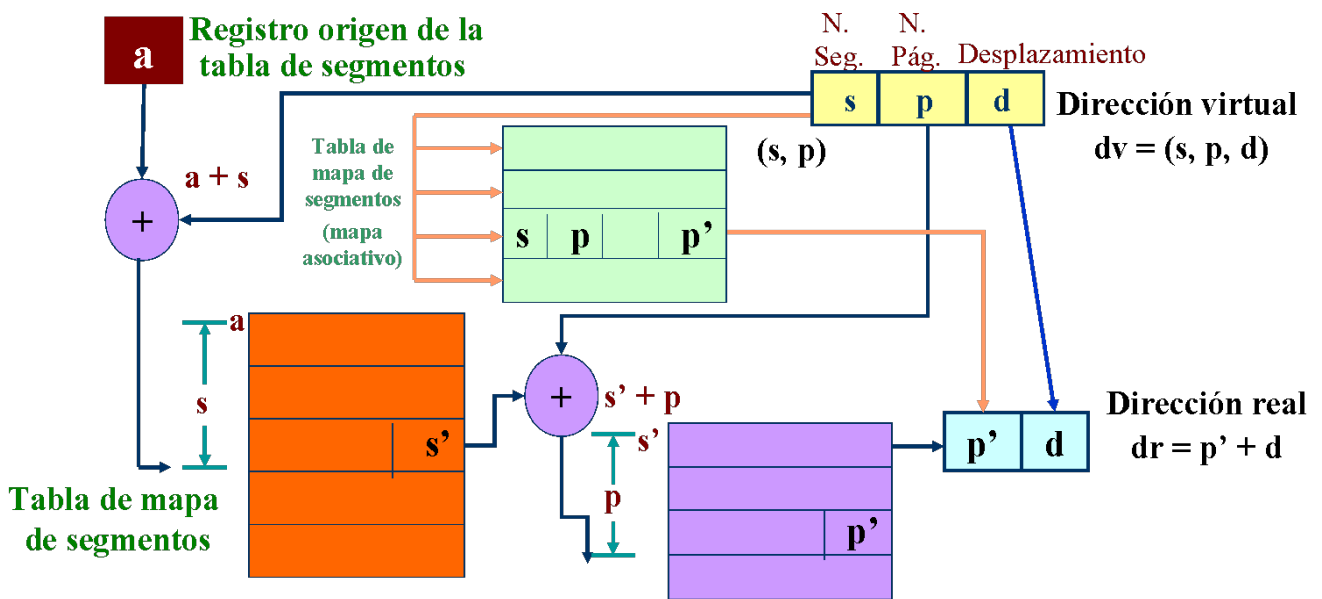 a
Registro origen de la
tabla de segmentos
N.
Seg.
N.
Pág.
Desplazamiento
s
p
d
Dirección virtual
dv = (s, p, d)
(s, p)
a + s
+
Tabla de
mapa de
segmentos
(mapa
asociativo)
s
p
p’
a
s
s’
+
s’ + p
s’
p
p’
p’
d
Dirección real
dr = p’ + d
Tabla de mapa
de segmentos